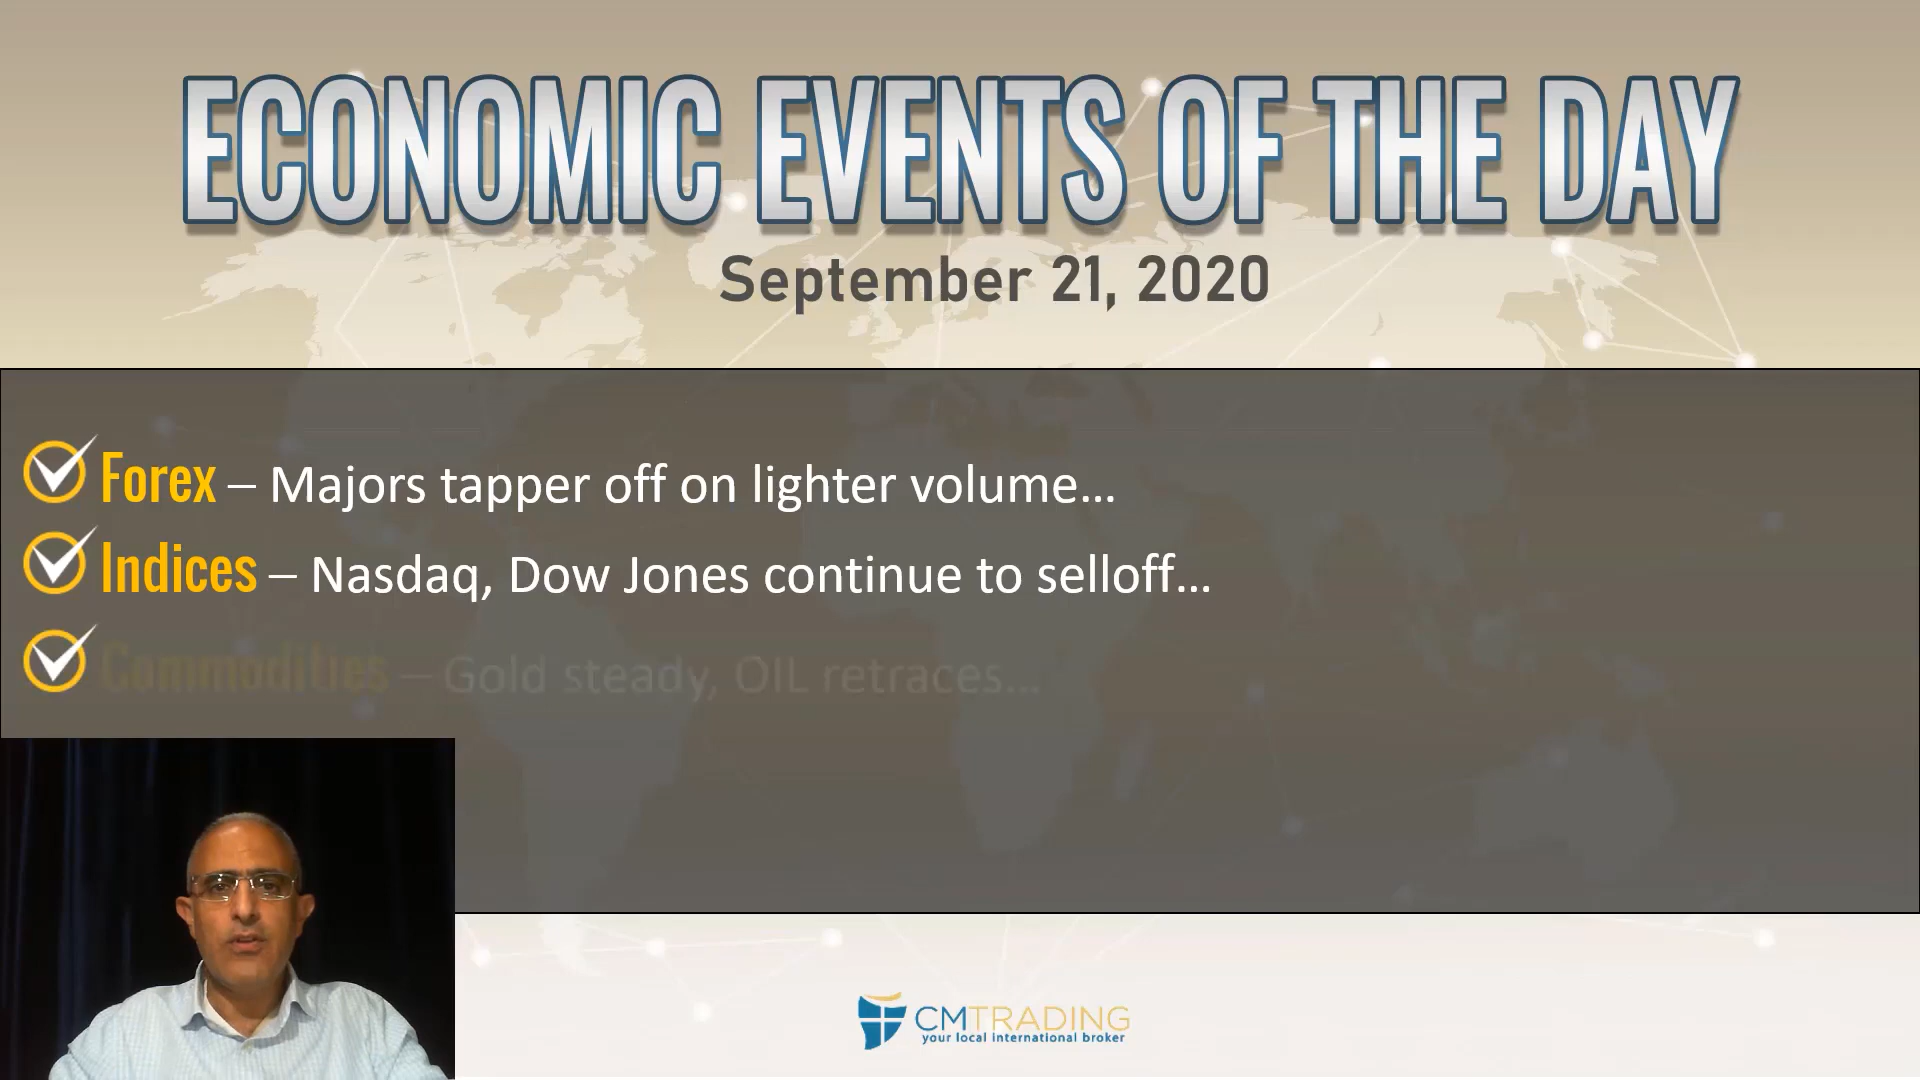 ECONOMIC EVENTS OF THE DAY
September 21, 2020
Forex – Majors tapper off on lighter volume...
Indices – Nasdaq, Dow Jones continue to selloff...
Commodities – Gold steady, OIL retraces...
CMTRADING
your local international broker